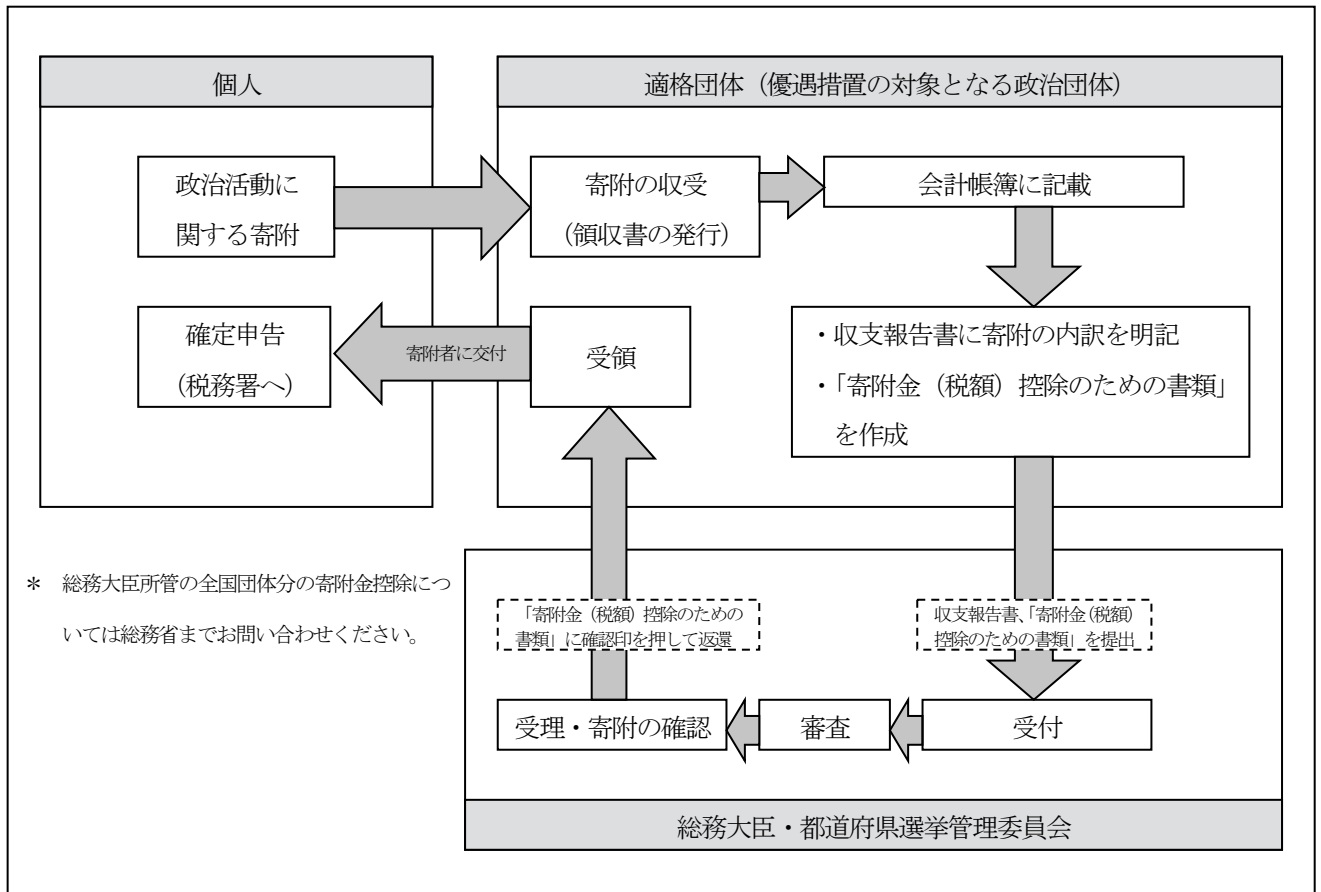 個人
適格団体(優遇措置の対象となる政治団体)
政治活動に
関する寄附
寄附の収受
(領収書の発行)
会計帳簿に記載
確定申告
(税務署へ)
寄附者に交付
受領
・収支報告書に寄附の内訳を明記
・「寄附金(税額)控除のための書類」
を作成
* 総務大臣所管の全国団体分の寄附金控除につ
いては総務省までお問い合わせください。
「寄附金(税額)控除のための
書類」に確認印を押して返還
収支報告書、「寄附金(税額)
控除のための書類」を提出
受理・寄附の確認
審査
受付
総務大臣・都道府県選挙管理委員会